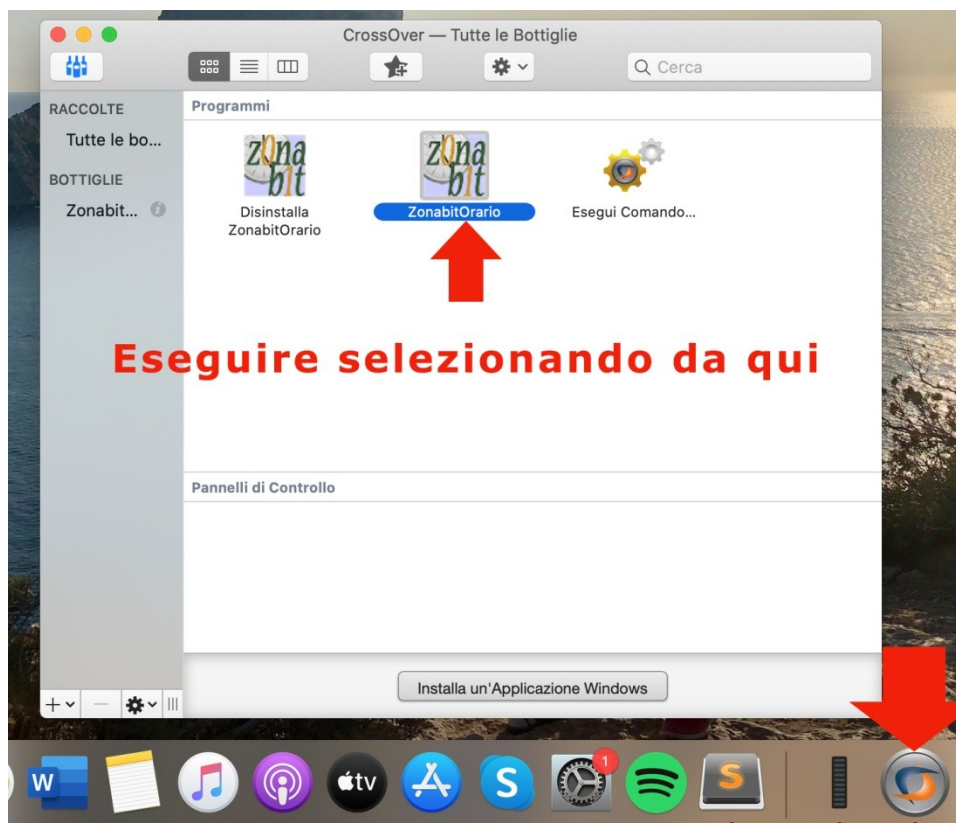 CrossOver — Tutte le Bottiglie
Cerca
RACCOLTE
Tutte le bo...
BOTTIGLIE
Zonabit...
Programmi
zona
b1t
Disinstalla
ZonabitOrario
zona
b1t
ZonabitOrario
Esegui Comando...
Eseguire selezionando da qui
Pannelli di Controllo
Installa un'Applicazione Windows
W
tv
S
1
S